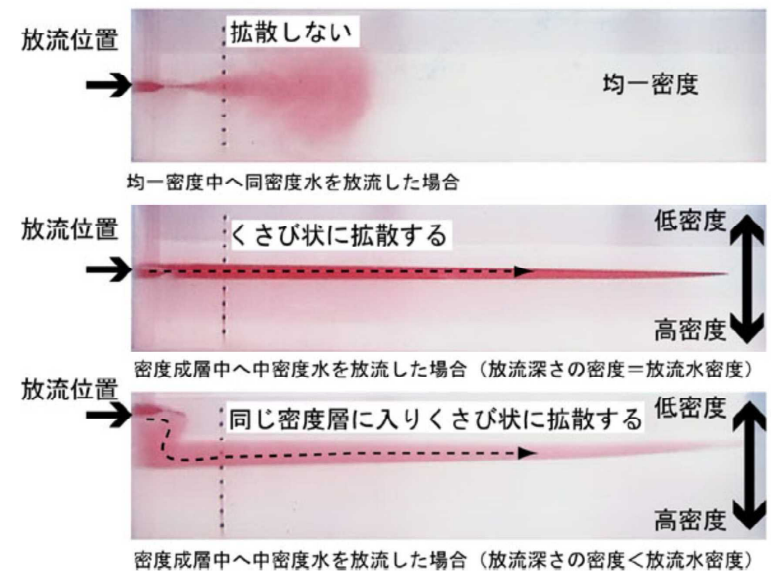 放流位置
拡散しない
均一密度
均一密度中へ同密度水を放流した場合
放流位置
くさび状に拡散する
低密度
高密度
密度成層中へ中密度水を放流した場合（放流深さの密度＝放流水密度）
放流位置
同じ密度層に入りくさび状に拡散する
低密度
高密度
密度成層中へ中密度水を放流した場合（放流深さの密度＜放流水密度）